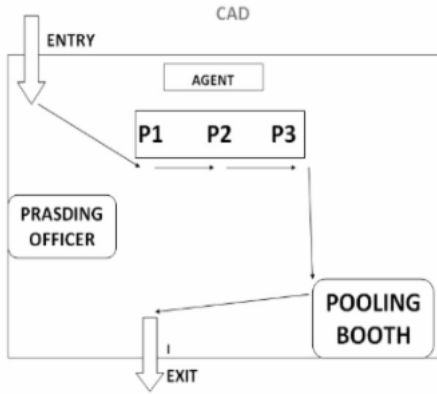 CAD
ENTRY
AGENT
P1 P2 P3
PRASDING
OFFICER
POOLING
BOOTH
I
EXIT